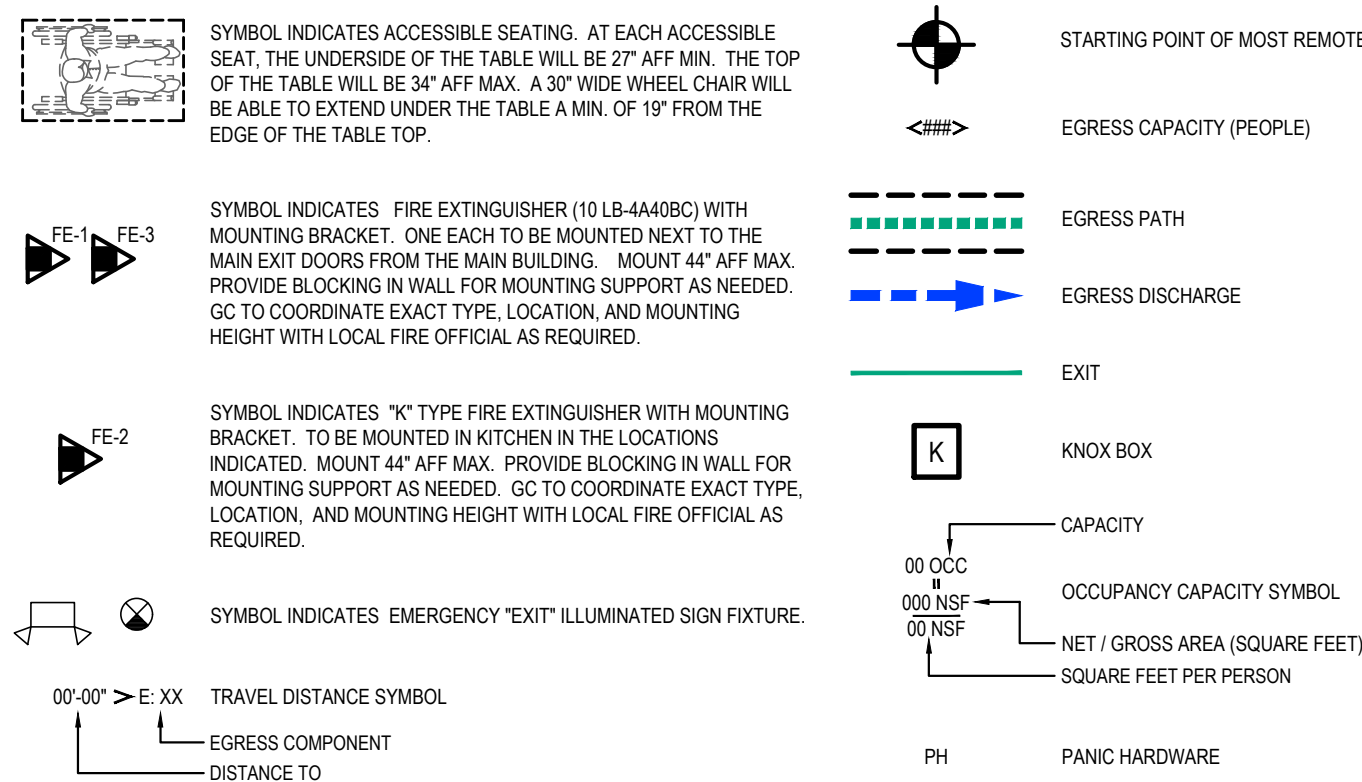 SYMBOL INDICATES ACCESSIBLE SEATING. AT EACH ACCESSIBLE
SEAT, THE UNDERSIDE OF THE TABLE WILL BE 27" AFF MIN. THE TOP
OF THE TABLE WILL BE 34" AFF MAX. A 30" WIDE WHEEL CHAIR WILL
BE ABLE TO EXTEND UNDER THE TABLE A MIN. OF 19" FROM THE
EDGE OF THE TABLE TOP.
FE-1 FE-3
SYMBOL INDICATES FIRE EXTINGUISHER (10 LB-4A40BC) WITH
MOUNTING BRACKET. ONE EACH TO BE MOUNTED NEXT TO THE
MAIN EXIT DOORS FROM THE MAIN BUILDING. MOUNT 44" AFF MAX.
PROVIDE BLOCKING IN WALL FOR MOUNTING SUPPORT AS NEEDED.
GC TO COORDINATE EXACT TYPE, LOCATION, AND MOUNTING
HEIGHT WITH LOCAL FIRE OFFICIAL AS REQUIRED.
FE-2
SYMBOL INDICATES "K" TYPE FIRE EXTINGUISHER WITH MOUNTING
BRACKET. TO BE MOUNTED IN KITCHEN IN THE LOCATIONS
INDICATED. MOUNT 44" AFF MAX. PROVIDE BLOCKING IN WALL FOR
MOUNTING SUPPORT AS NEEDED. GC TO COORDINATE EXACT TYPE,
LOCATION, AND MOUNTING HEIGHT WITH LOCAL FIRE OFFICIAL AS
REQUIRED.
SYMBOL INDICATES EMERGENCY "EXIT" ILLUMINATED SIGN FIXTURE.
00'-00" > E: XX TRAVEL DISTANCE SYMBOL
EGRESS COMPONENT
DISTANCE TO
STARTING POINT OF MOST REMOTE
<###> EGRESS CAPACITY (PEOPLE)
EGRESS PATH
EGRESS DISCHARGE
EXIT
K KNOX BOX
CAPACITY
00 OCC
=
OCCUPANCY CAPACITY SYMBOL
000 NSF
00 NSF
NET / GROSS AREA (SQUARE FEET)
SQUARE FEET PER PERSON
PH PANIC HARDWARE